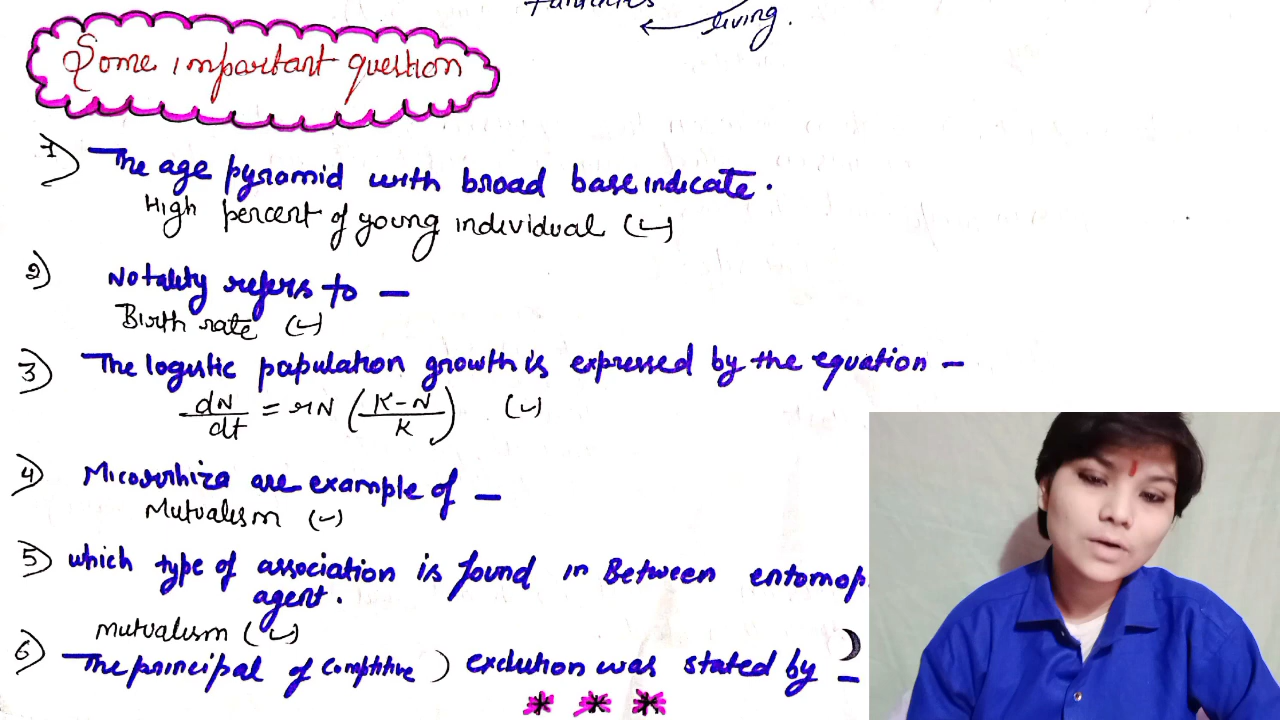 living.
Some important question
1) The age pyramid with broad base indicate.
High percent of young individual (✓)
2) Notality refers to –
Birth rate (✓)
3) The logistic papulation growth is expressed by the equation –
dN/dt = rN (K-N/K) (✓)
4) Micorrhiza are example of –
Mutualism (✓)
5) which type of association is found in Between entomop
agent.
mutualism (✓)
6) The principal of Comptitive ) exclution was stated by –